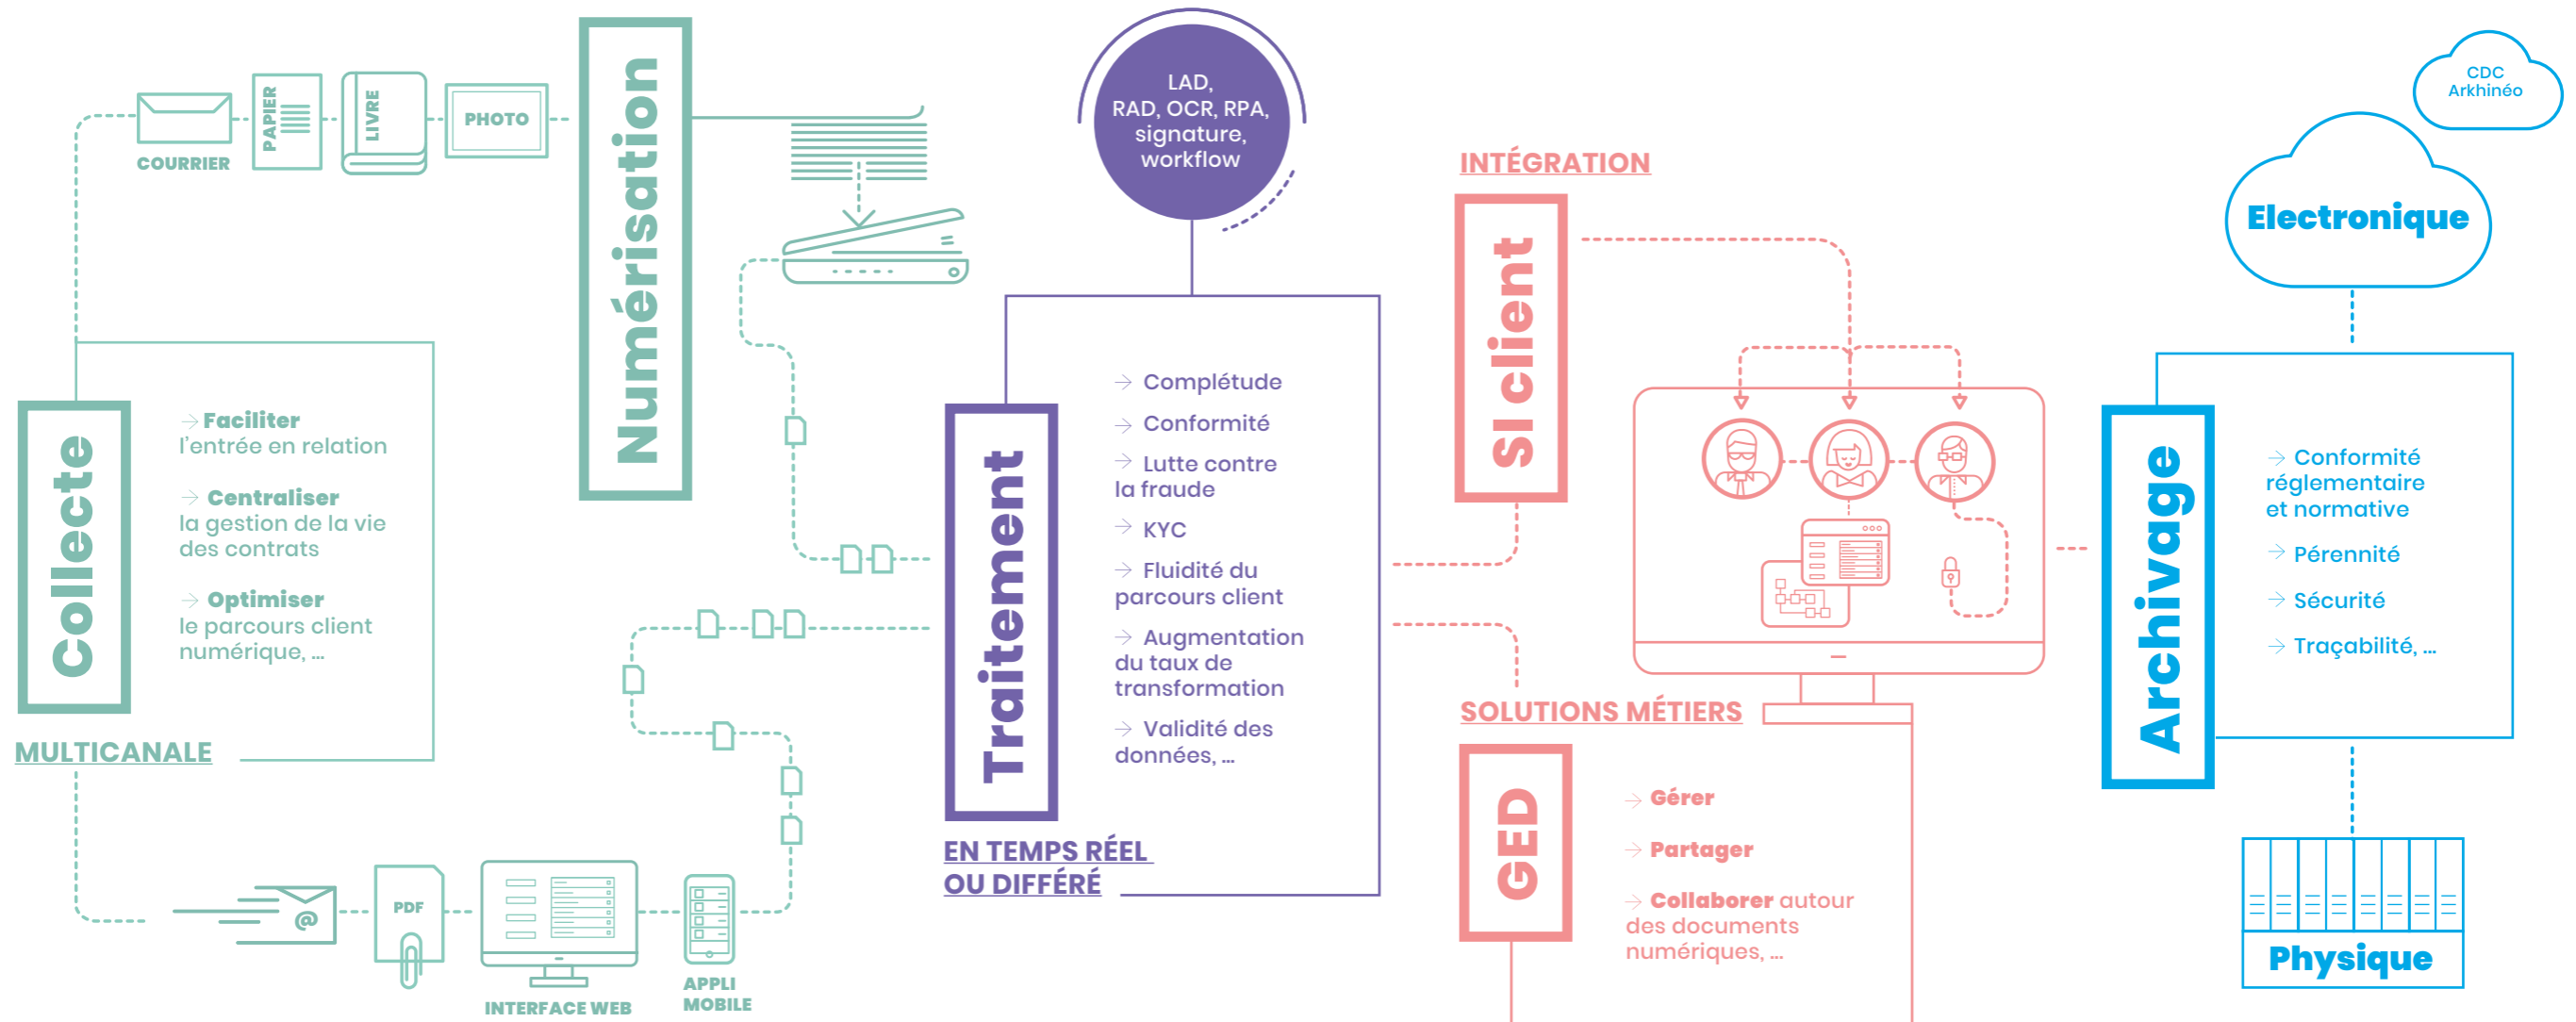 COURRIER
PAPIER
LIVRE
PHOTO
Numérisation
Collecte
→ Faciliter
l'entrée en relation
→ Centraliser
la gestion de la vie
des contrats
→ Optimiser
le parcours client
numérique, ...
MULTICANALE
@
PDF
INTERFACE WEB
APPLI
MOBILE
LAD,
RAD, OCR, RPA,
signature,
workflow
Traitement
→ Complétude
→ Conformité
→ Lutte contre
la fraude
→ KYC
→ Fluidité du
parcours client
→ Augmentation
du taux de
transformation
→ Validité des
données, ...
EN TEMPS RÉEL
OU DIFFÉRÉ
INTÉGRATION
SI client
SOLUTIONS MÉTIERS
GED
→ Gérer
→ Partager
→ Collaborer autour
des documents
numériques, ...
CDC
Arkhinéo
Electronique
Archivage
→ Conformité
réglementaire
et normative
→ Pérennité
→ Sécurité
→ Traçabilité, ...
Physique